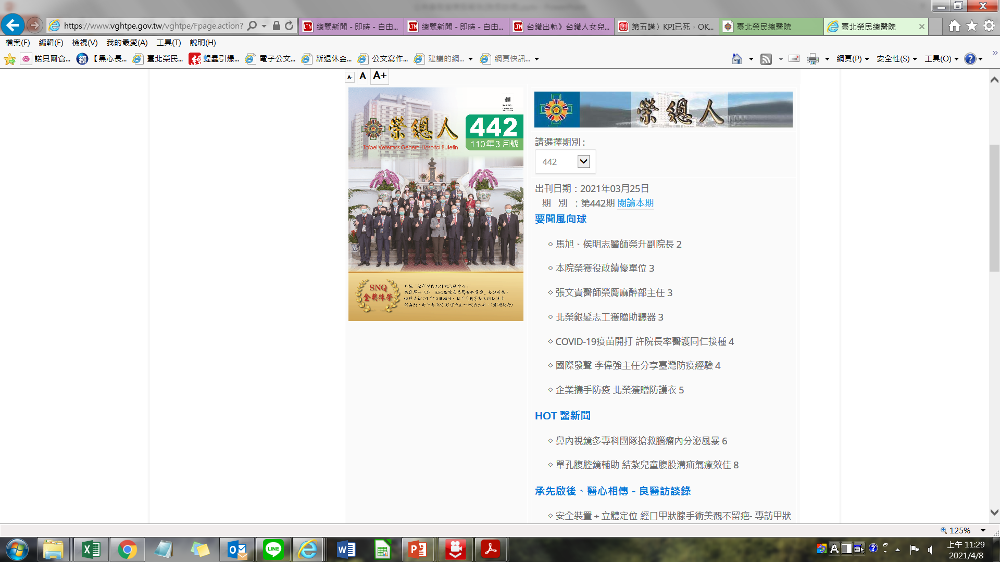 https://www.vghtpe.gov.tw/vghtpe/Fpage.action?
總覽新聞 - 即時 - 自由...
總覽新聞 - 即時 - 自由...
台鐵出軌》台鐵人女兒...
第五講〉KPI已死，OK...
臺北榮民總醫院
臺北榮民總醫院
檔案(F) 編輯(E) 檢視(V) 我的最愛(A) 工具(T) 說明(H)
諾貝爾食... 【黑心長... 臺北榮民... 蝗蟲引爆... 電子公文... 新退休金... 公文寫作... 建議的網... 網頁快訊... 網頁(P) 安全性(S) 工具(O)
A- A A+
榮總人
442
110年3月號
Taipei Veterans General Hospital Bulletin
SNQ
金獎殊榮
榮總人
請選擇期別 :
442
出刊日期：2021年03月25日
期 別 ：第442期 閱讀本期
要聞風向球
馬旭、侯明志醫師榮升副院長 2
本院榮獲役政績優單位 3
張文貴醫師榮膺麻醉部主任 3
北榮銀髮志工獲贈助聽器 3
COVID-19疫苗開打 許院長率醫護同仁接種 4
國際發聲 李偉強主任分享臺灣防疫經驗 4
企業攜手防疫 北榮獲贈防護衣 5
HOT 醫新聞
鼻內視鏡多專科團隊搶救腦瘤內分泌風暴 6
單孔腹腔鏡輔助 結紮兒童腹股溝疝氣療效佳 8
承先啟後、醫心相傳－良醫訪談錄
安全裝置＋立體定位 經口甲狀腺手術美觀不留疤- 專訪甲狀
125%
上午 11:29
2021/4/8